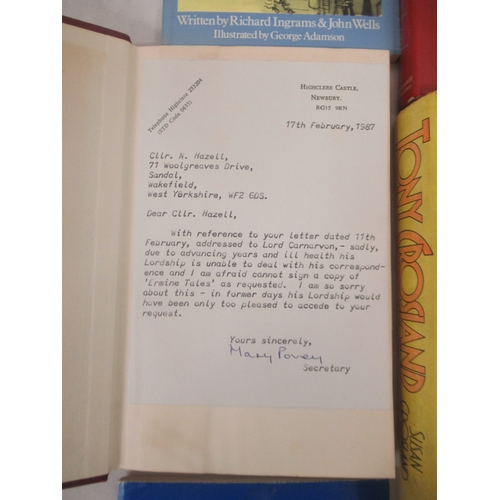 Written by Richard Ingrams & John Wells
Illustrated by George Adamson
Telephone Highclere 253204
(STD Code 0635)
HIGHCLERE CASTLE,
NEWBURY.
RG15 9RN
17th February, 1987
Cllr. N. Hazell,
71 Woolgreaves Drive,
Sandal,
Wakefield,
West Yorkshire, WF2 6DS.
Dear Cllr. Hazell,
With reference to your letter dated 11th
February, addressed to Lord Carnarvon,- sadly,
due to advancing years and ill health his
Lordship is unable to deal with his correspond-
ence and I am afraid cannot sign a copy of
'Ermine Tales' as requested. I am so sorry
about this - in former days his Lordship would
have been only too pleased to accede to your
request.
Yours sincerely,
Mary Povey
Secretary
TONY CROSLAND
SUSAN